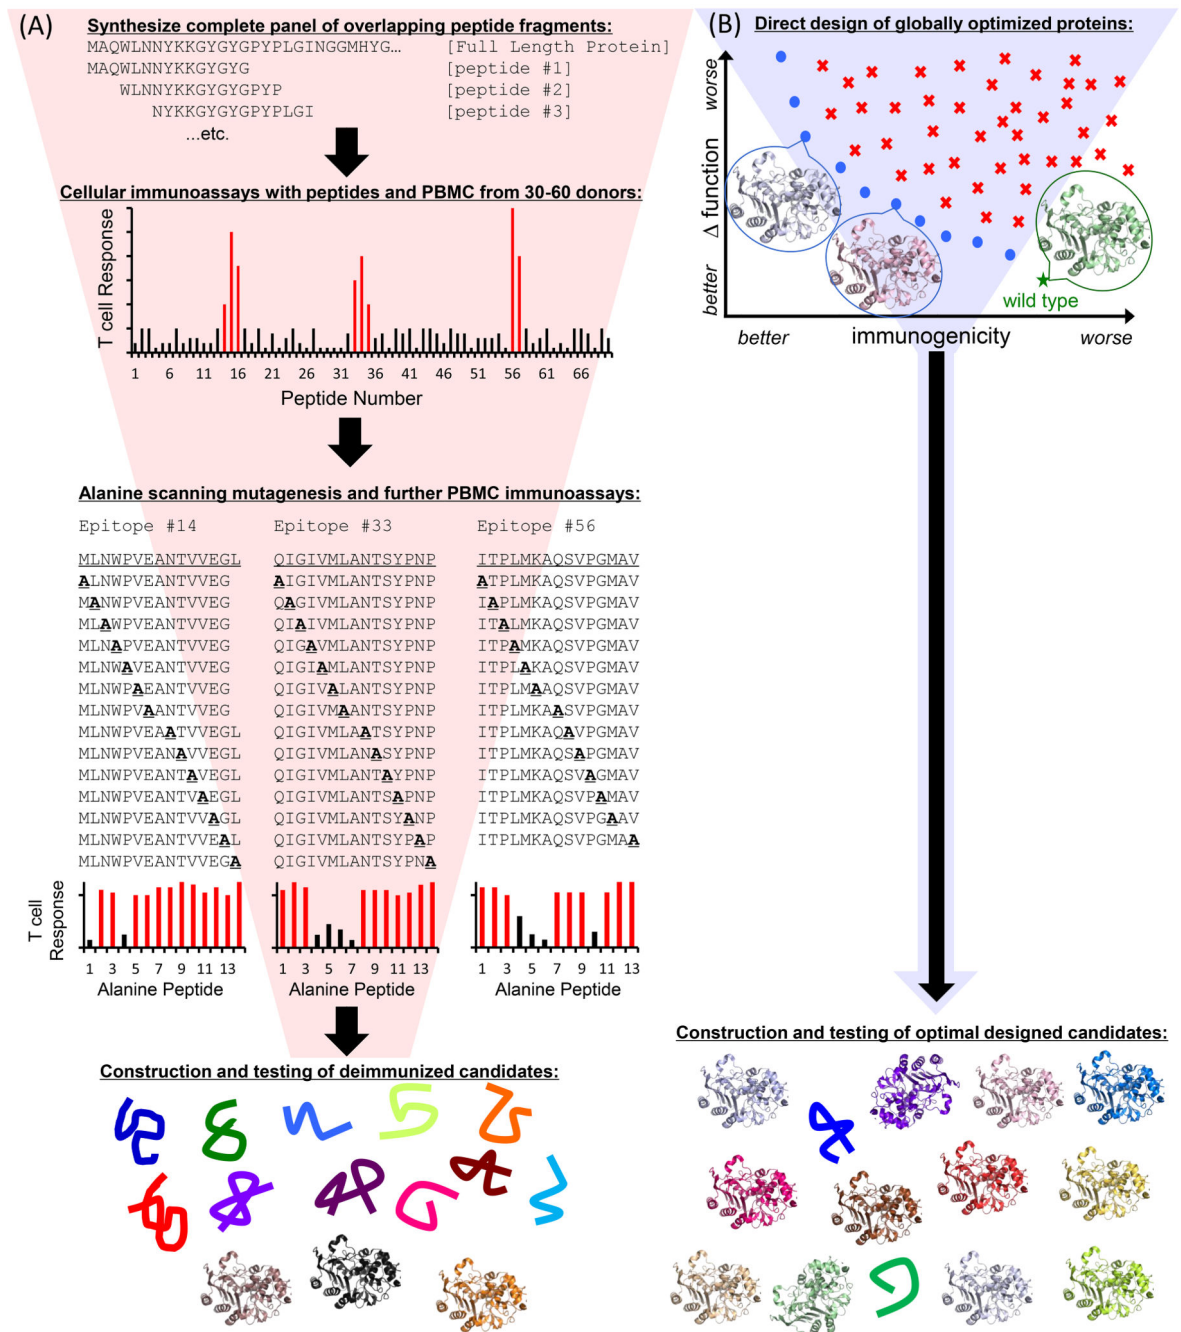 (A)
Synthesize complete panel of overlapping peptide fragments:
MAQWLNNYKKGYGYGPYPLGINGGMHYG… [Full Length Protein]
MAQWLNNYKKGYGYG [peptide #1]
WLNNYKKGYGYGPYP [peptide #2]
NYKKGYGYGPYPLGI [peptide #3]
...etc.
Cellular immunoassays with peptides and PBMC from 30-60 donors:
T cell Response
1 6 11 16 21 26 31 36 41 46 51 56 61 66
Peptide Number
Alanine scanning mutagenesis and further PBMC immunoassays:
Epitope #14 Epitope #33 Epitope #56
MLNWPVEANTVVEGL QIGIVMLANTSYPNP ITPLMKAQSVPGMAV
ALNWPVEANTVVEG AIGIVMLANTSYPNP ATPLMKAQSVPGMAV
MANWPVEANTVVEG QAGIVMLANTSYPNP IAPLMKAQSVPGMAV
MLAWPVEANTVVEG QIAIVMLANTSYPNP ITALMKAQSVPGMAV
MLNAPVEANTVVEG QIGAVMLANTSYPNP ITPAMKAQSVPGMAV
MLNWAVEANTVVEG QIGIAMLANTSYPNP ITPLAKAQSVPGMAV
MLNWPAEANTVVEG QIGIVALANTSYPNP ITPLMAAQSVPGMAV
MLNWPVAANTVVEG QIGIVMAANTSYPNP ITPLMKAASVPGMAV
MLNWPVEAATVVEGL QIGIVMLAATSYPNP ITPLMKAQAVPGMAV
MLNWPVEANAVVEGL QIGIVMLANASYPNP ITPLMKAQSAPGMAV
MLNWPVEANTAVEGL QIGIVMLANTAYPNP ITPLMKAQSVAGMAV
MLNWPVEANTVAEGL QIGIVMLANTSAPNP ITPLMKAQSVPAMAV
MLNWPVEANTVVAGL QIGIVMLANTSYANP ITPLMKAQSVPGAAV
MLNWPVEANTVVEAL QIGIVMLANTSYPAP ITPLMKAQSVPGMAA
MLNWPVEANTVVEGA QIGIVMLANTSYPNA
T cell
Response
1 3 5 7 9 11 13 1 3 5 7 9 11 13 1 3 5 7 9 11 13
Alanine Peptide Alanine Peptide Alanine Peptide
Construction and testing of deimmunized candidates:
(B)
Direct design of globally optimized proteins:
worse
Δ function
better
wild type
better immunogenicity worse
Construction and testing of optimal designed candidates: